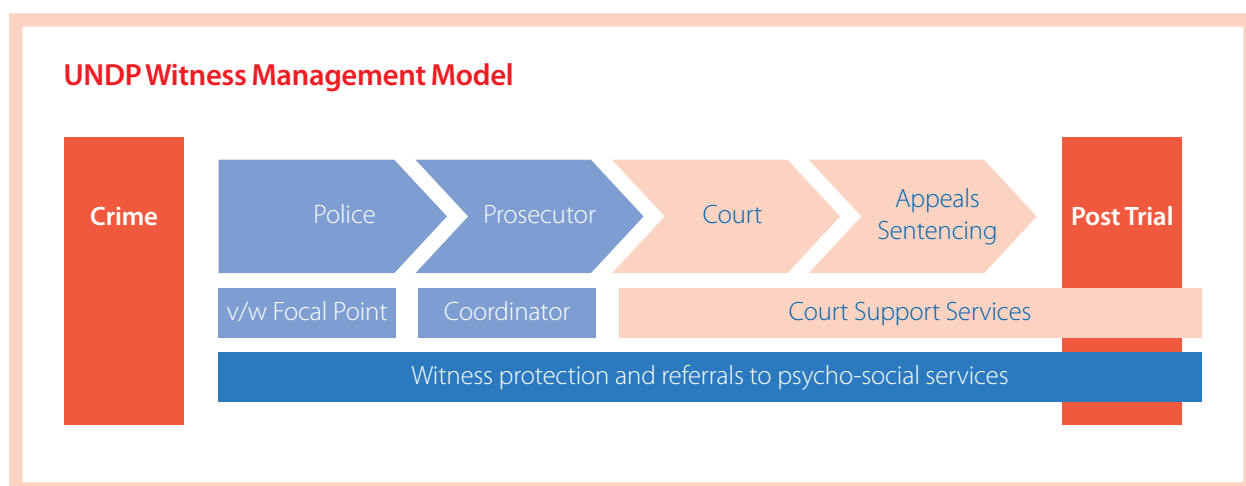 UNDP Witness Management Model
Crime
Police
Prosecutor
Court
Appeals
Sentencing
Post Trial
v/w Focal Point
Coordinator
Court Support Services
Witness protection and referrals to psycho-social services